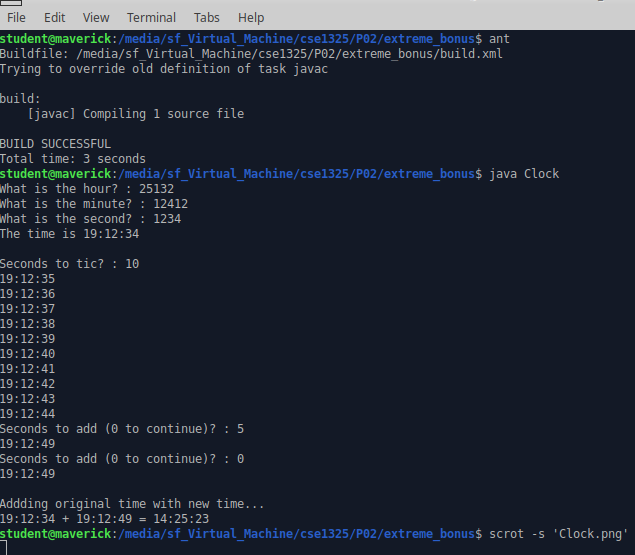 File Edit View Terminal Tabs Help
student@maverick:/media/sf_Virtual_Machine/cse1325/P02/extreme_bonus$ ant
Buildfile: /media/sf_Virtual_Machine/cse1325/P02/extreme_bonus/build.xml
Trying to override old definition of task javac
build:
[javac] Compiling 1 source file
BUILD SUCCESSFUL
Total time: 3 seconds
student@maverick:/media/sf_Virtual_Machine/cse1325/P02/extreme_bonus$ java Clock
What is the hour? : 25132
What is the minute? : 12412
What is the second? : 1234
The time is 19:12:34
Seconds to tic? : 10
19:12:35
19:12:36
19:12:37
19:12:38
19:12:39
19:12:40
19:12:41
19:12:42
19:12:43
19:12:44
Seconds to add (0 to continue)? : 5
19:12:49
Seconds to add (0 to continue)? : 0
19:12:49
Addding original time with new time...
19:12:34 + 19:12:49 = 14:25:23
student@maverick:/media/sf_Virtual_Machine/cse1325/P02/extreme_bonus$ scrot -s 'Clock.png'